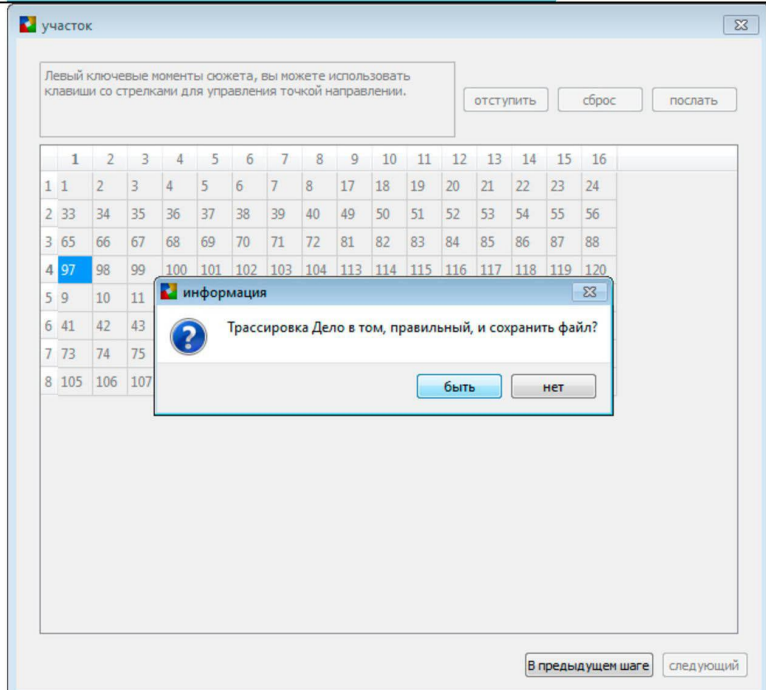 участок
Левый ключевые моменты сюжета, вы можете использовать
клавиши со стрелками для управления точкой направлении.
отступить сброс послать
1 2 3 4 5 6 7 8 9 10 11 12 13 14 15 16
1 1 2 3 4 5 6 7 8 17 18 19 20 21 22 23 24
2 33 34 35 36 37 38 39 40 49 50 51 52 53 54 55 56
3 65 66 67 68 69 70 71 72 81 82 83 84 85 86 87 88
4 97 98 99 100 101 102 103 104 113 114 115 116 117 118 119 120
5 9 10 11
6 41 42 43
7 73 74 75
8 105 106 107
информация
Трассировка Дело в том, правильный, и сохранить файл?
быть нет
В предыдущем шаге следующий